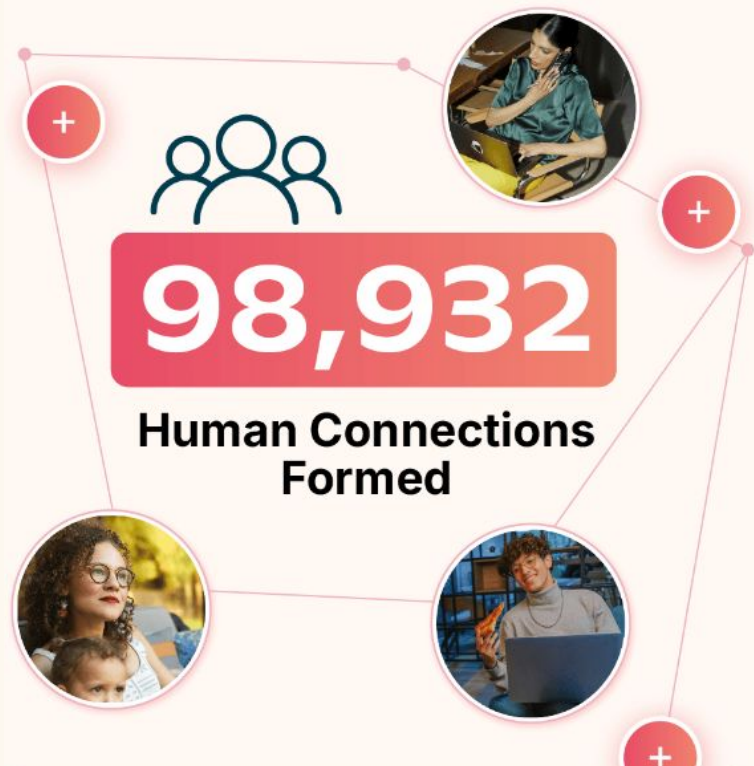 +
+
98,932
Human Connections
Formed
+